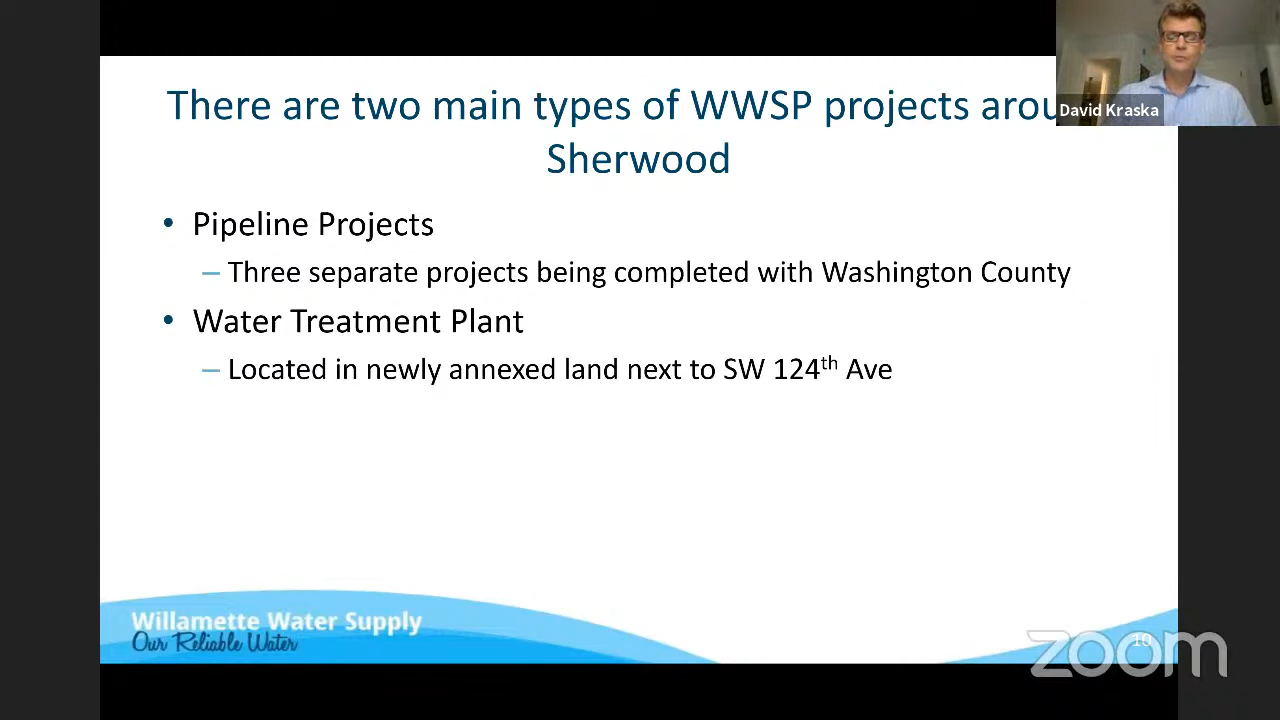 There are two main types of WWSP projects arou
Sherwood
David Kraska
• Pipeline Projects
– Three separate projects being completed with Washington County
• Water Treatment Plant
– Located in newly annexed land next to SW 124th Ave
Willamette Water Supply
Our Reliable Water
10
zoom